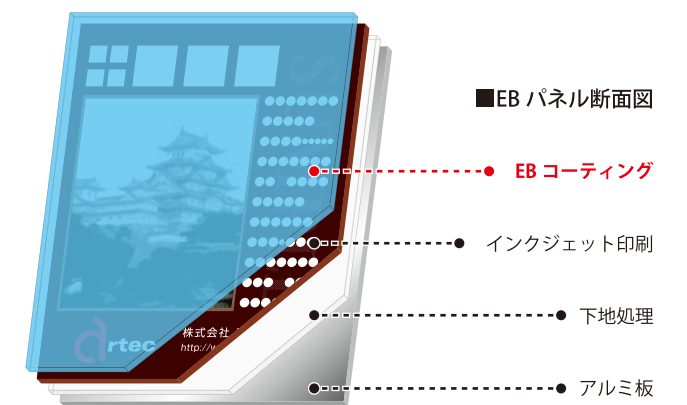 ■EB パネル断面図
EB コーティング
インクジェット印刷
下地処理
アルミ板
artec
株式会社
http://w